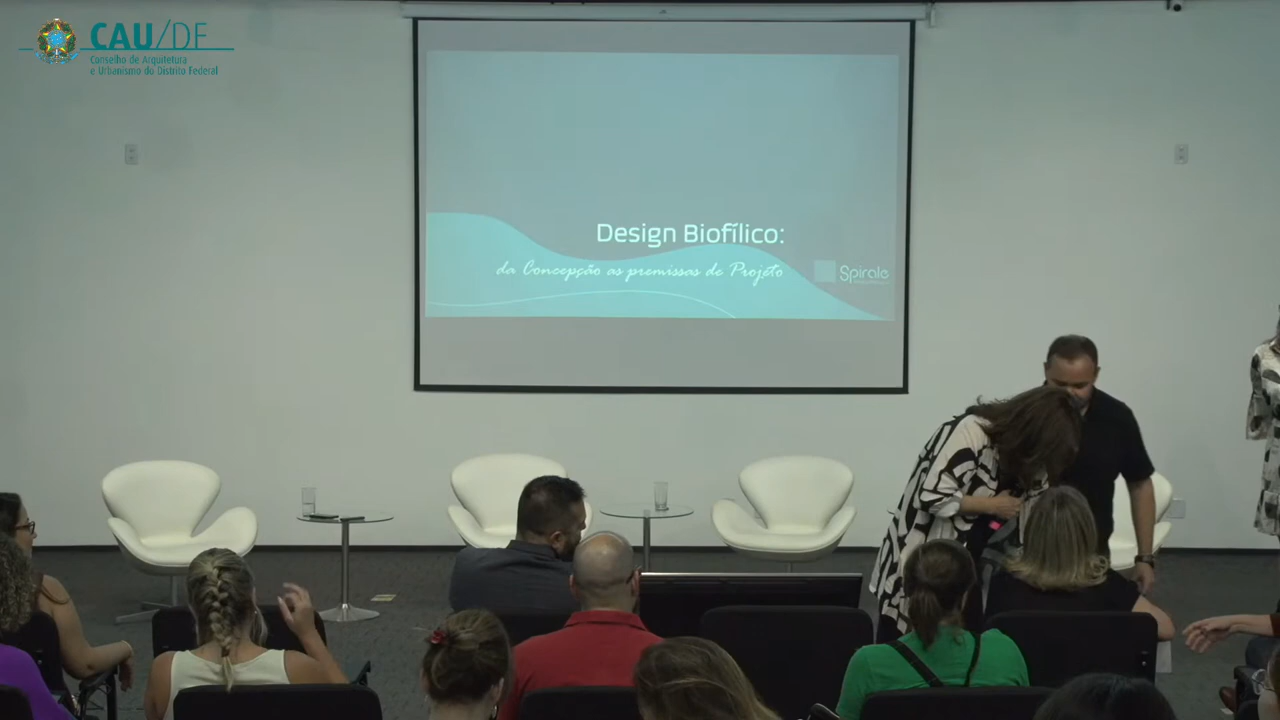 CAU/DF
Conselho de Arquitetura
e Urbanismo do Distrito Federal
Design Biofílico:
da Concepção as premissas de Projeto
Spirale